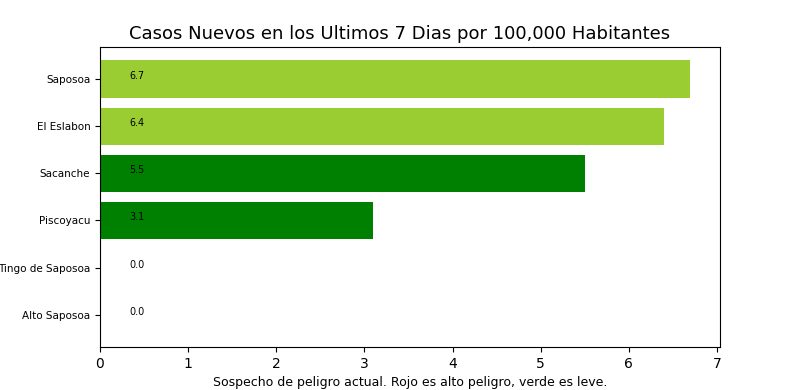 Casos Nuevos en los Ultimos 7 Dias por 100,000 Habitantes
Saposoa 6.7
El Eslabon 6.4
Sacanche 5.5
Piscoyacu 3.1
Tingo de Saposoa 0.0
Alto Saposoa 0.0
0 1 2 3 4 5 6 7
Sospecho de peligro actual. Rojo es alto peligro, verde es leve.